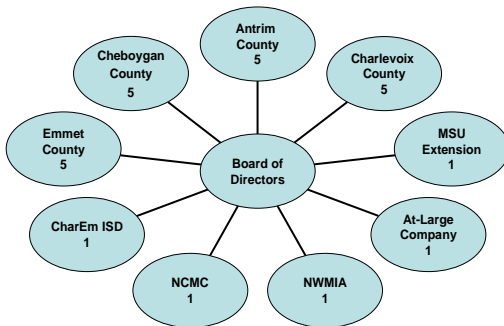 Antrim
County
5
Cheboygan
County
5
Charlevoix
County
5
Emmet
County
5
MSU
Extension
1
Board of
Directors
CharEm ISD
1
At-Large
Company
1
NCMC
1
NWMIA
1